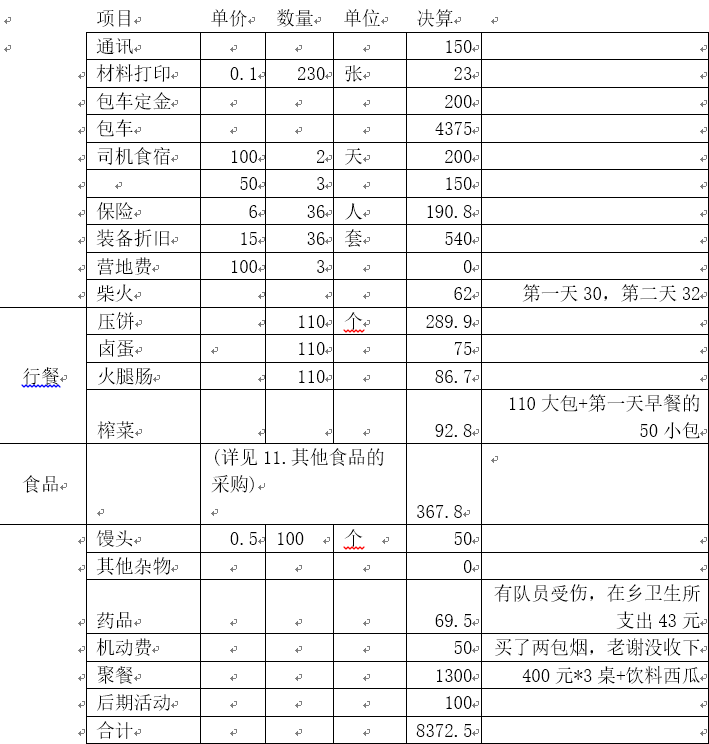 项目 单价 数量 单位 决算
通讯 150
材料打印 0.1 230 张 23
包车定金 200
包车 4375
司机食宿 100 2 天 200
50 3 150
保险 6 36 人 190.8
装备折旧 15 36 套 540
营地费 100 3 0
柴火 62 第一天 30，第二天 32
压饼 110 个 289.9
卤蛋 110 75
行餐 火腿肠 110 86.7
110 大包+第一天早餐的
榨菜 92.8 50 小包
(详见 11.其他食品的
食品 采购)
367.8
馒头 0.5 100 个 50
其他杂物 0
有队员受伤，在乡卫生所
药品 69.5 支出 43 元
机动费 50 买了两包烟，老谢没收下
聚餐 1300 400 元*3 桌+饮料西瓜
后期活动 100
合计 8372.5